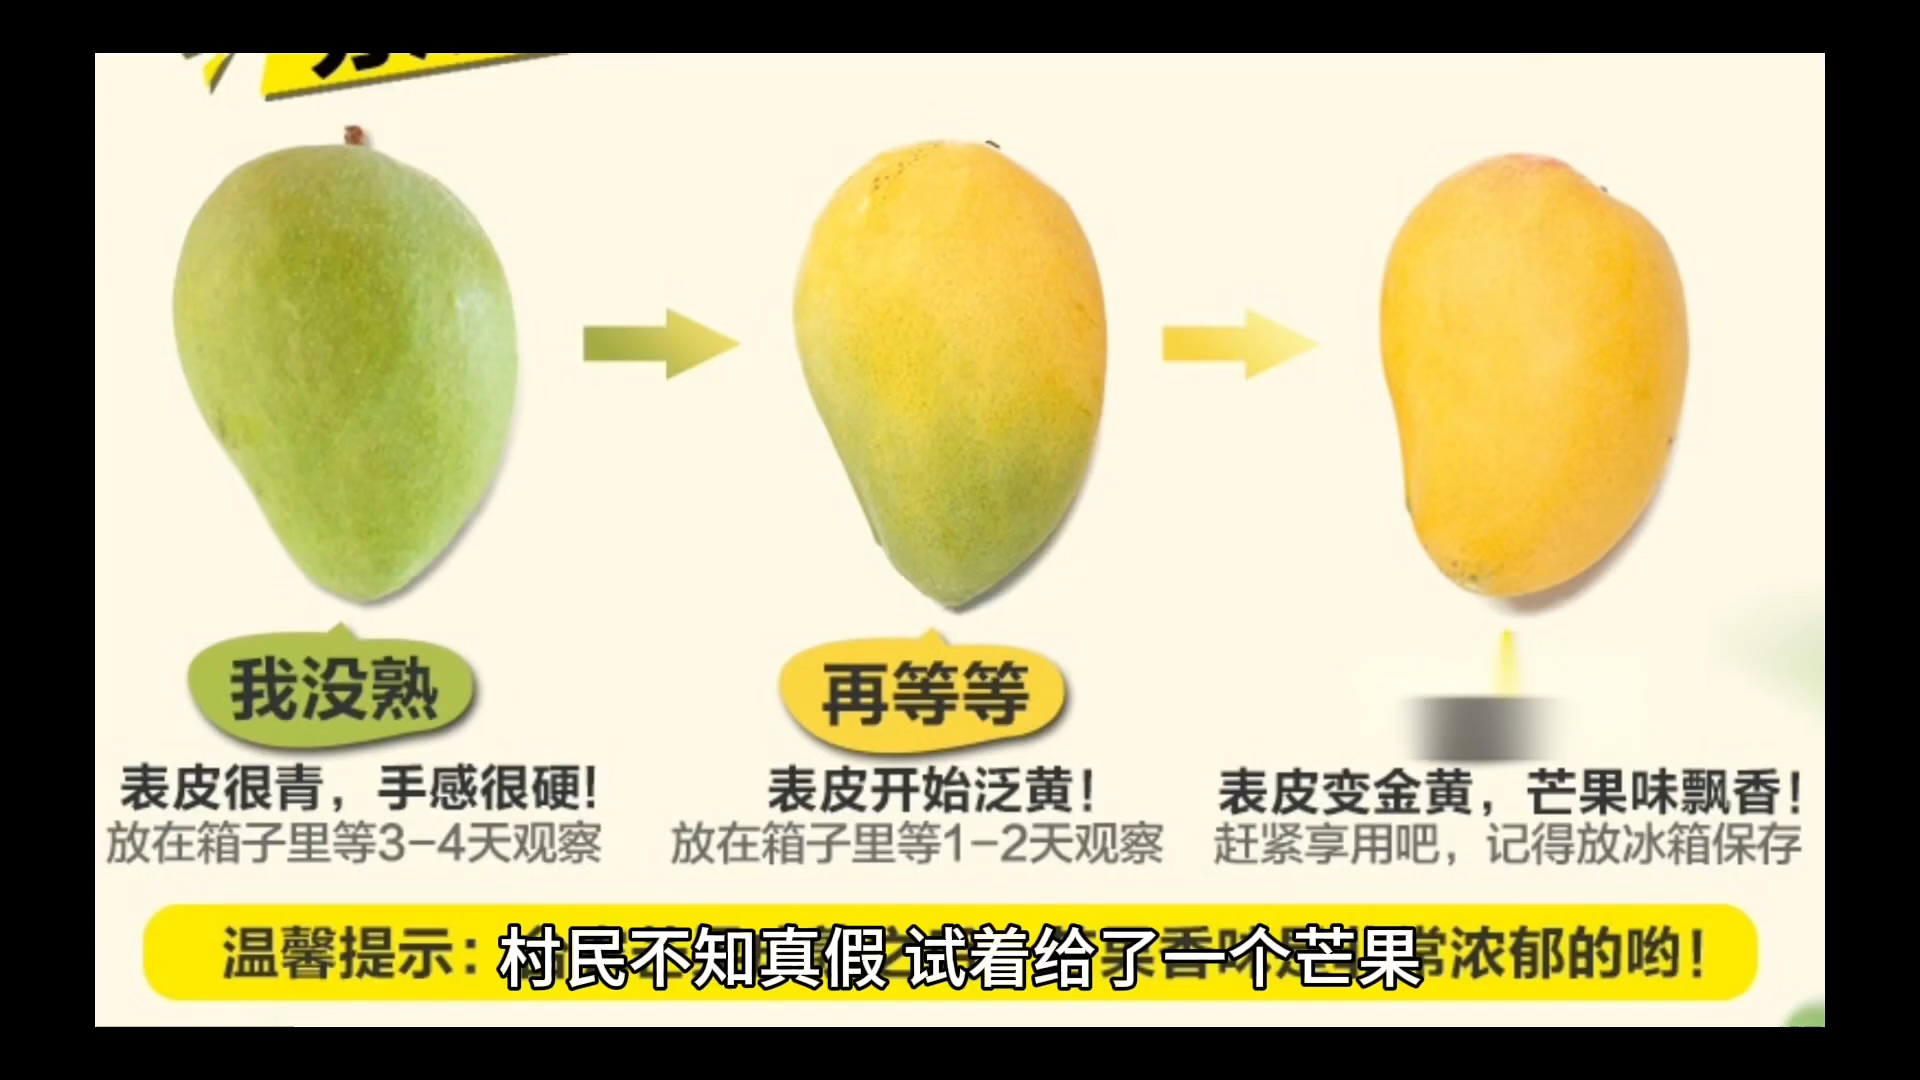 我没熟
再等等
表皮很青，手感很硬!
表皮开始泛黄!
表皮变金黄，芒果味飘香!
放在箱子里等3-4天观察
放在箱子里等1-2天观察
赶紧享用吧，记得放冰箱保存
温馨提示：
常浓郁的哟!
村民不知真假 试着给了一个芒果